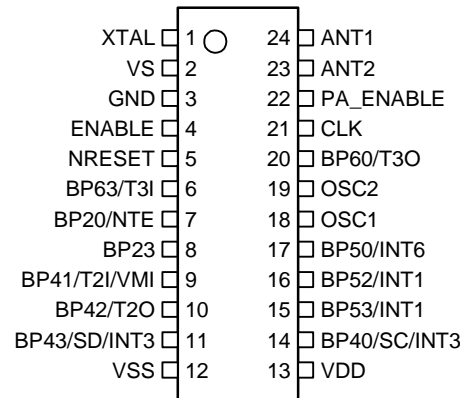 XTAL 1 24 ANT1
VS 2 23 ANT2
GND 3 22 PA_ENABLE
ENABLE 4 21 CLK
NRESET 5 20 BP60/T3O
BP63/T3I 6 19 OSC2
BP20/NTE 7 18 OSC1
BP23 8 17 BP50/INT6
BP41/T2I/VMI 9 16 BP52/INT1
BP42/T2O 10 15 BP53/INT1
BP43/SD/INT3 11 14 BP40/SC/INT3
VSS 12 13 VDD